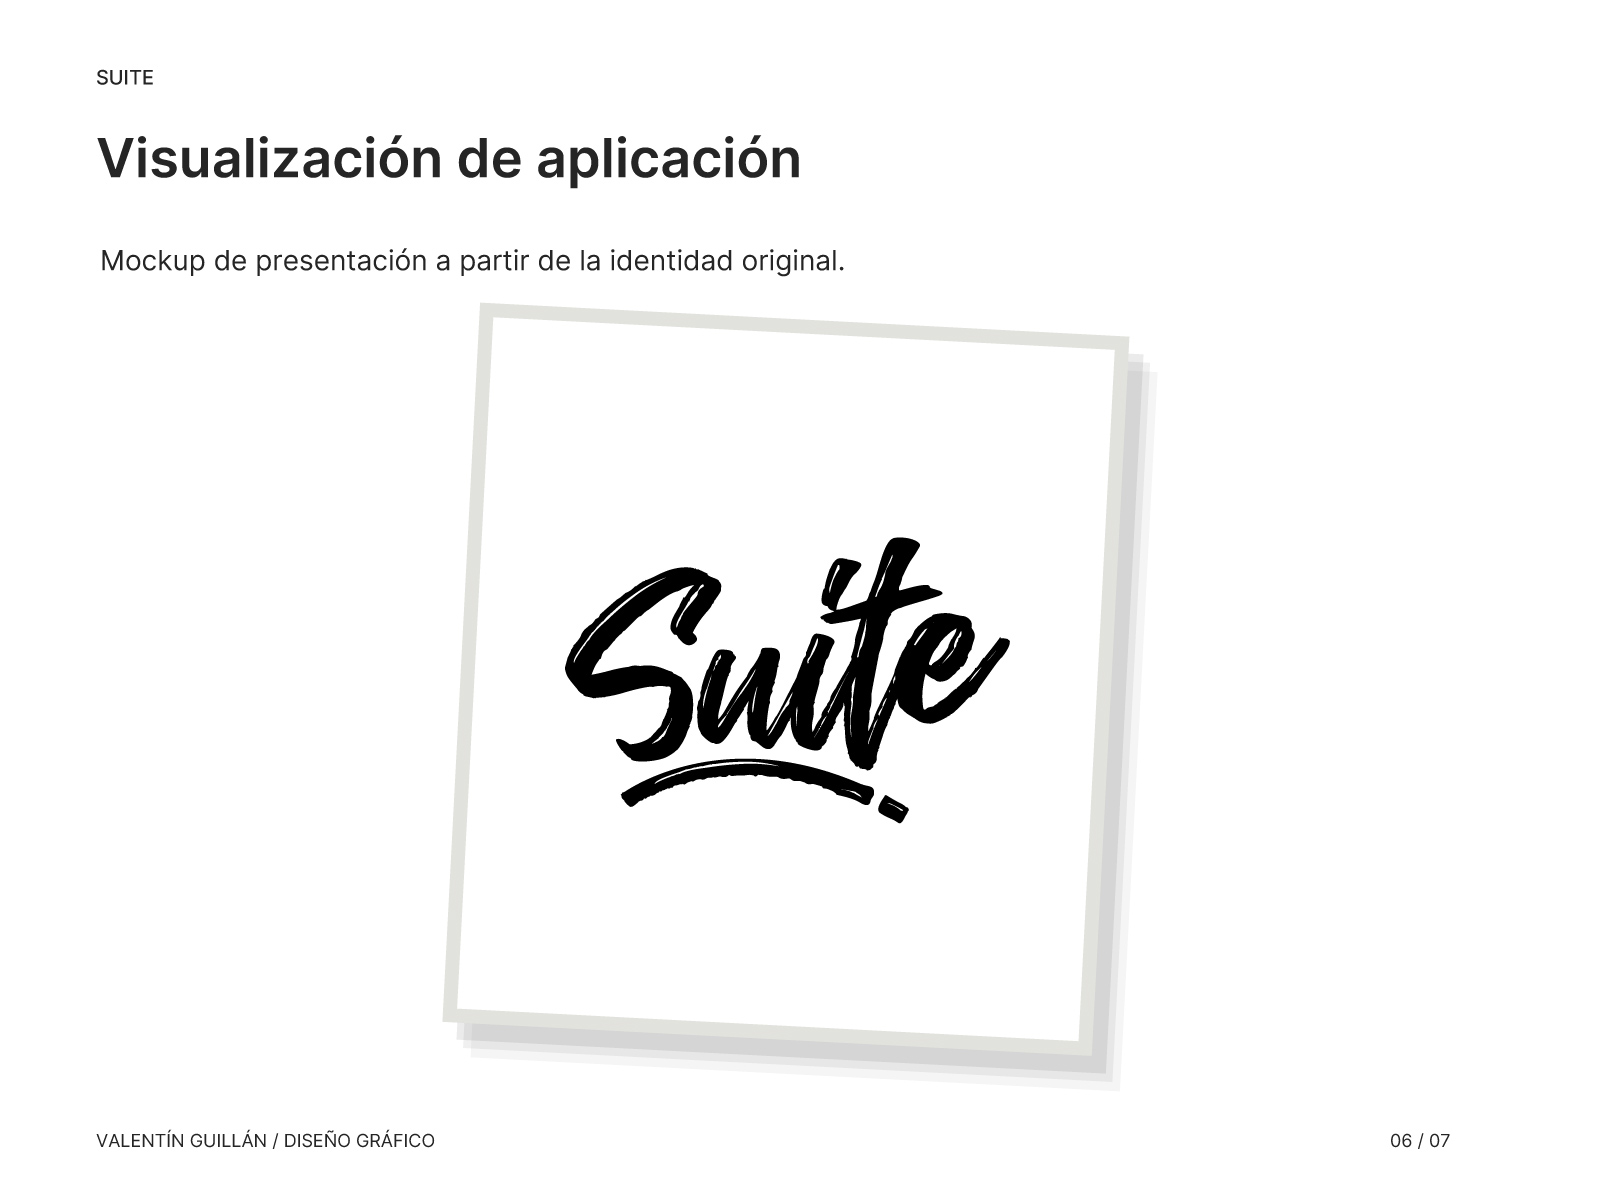 SUITE
Visualización de aplicación
Mockup de presentación a partir de la identidad original.
Suite
VALENTÍN GUILLÁN / DISEÑO GRÁFICO
06 / 07